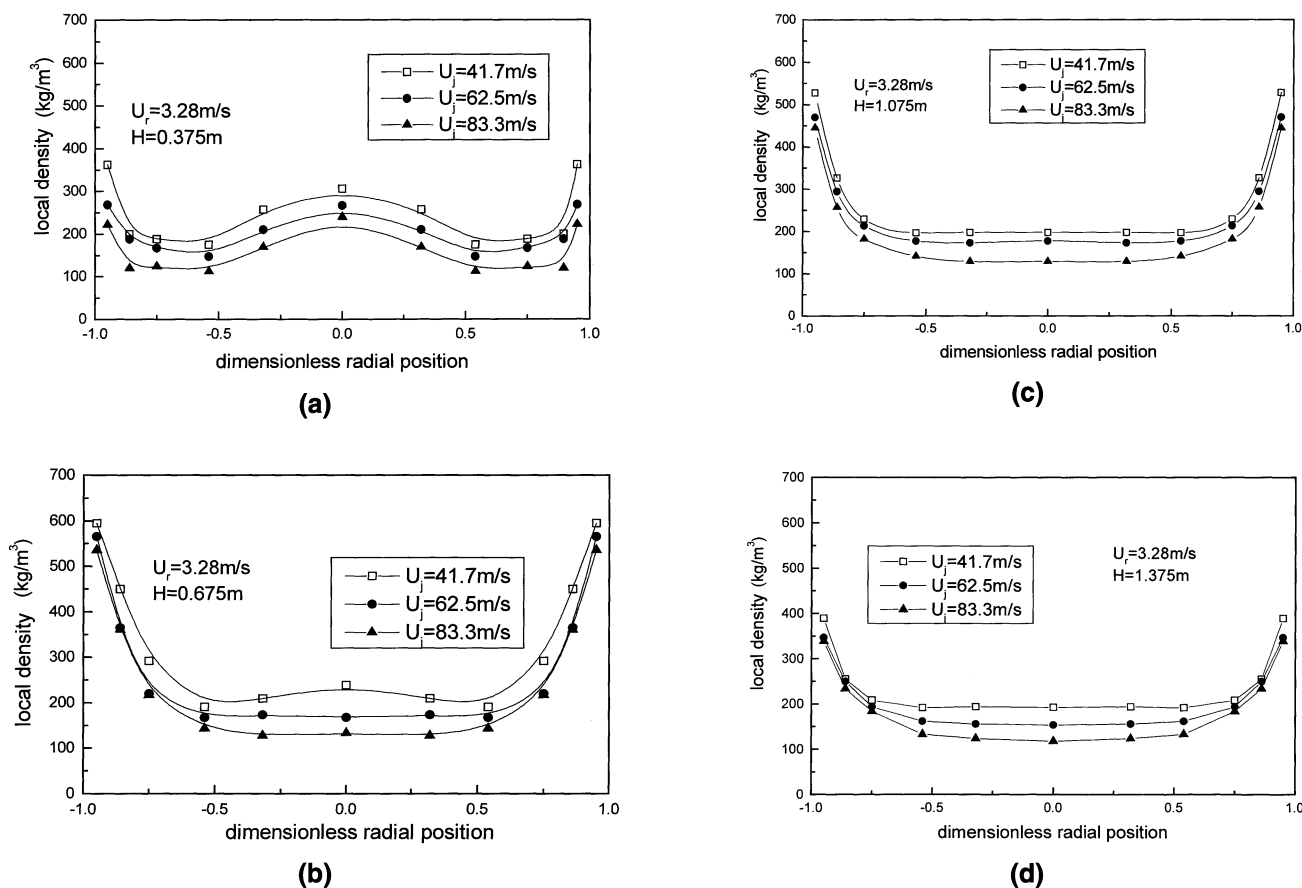 700
600
500
400
300
200
100
0
local density (kg/m³)
U_r=3.28m/s
H=0.375m
U_j=41.7m/s
U_j=62.5m/s
U_j=83.3m/s
-1.0 -0.5 0.0 0.5 1.0
dimensionless radial position
(a)
700
600
500
400
300
200
100
0
local density (kg/m³)
U_r=3.28m/s
H=0.675m
U_j=41.7m/s
U_j=62.5m/s
U_j=83.3m/s
-1.0 -0.5 0.0 0.5 1.0
dimensionless radial position
(b)
700
600
500
400
300
200
100
0
local density (kg/m³)
U_r=3.28m/s
H=1.075m
U_j=41.7m/s
U_j=62.5m/s
U_j=83.3m/s
-1.0 -0.5 0.0 0.5 1.0
dimensionless radial position
(c)
700
600
500
400
300
200
100
0
local density (kg/m³)
U_j=41.7m/s
U_j=62.5m/s
U_j=83.3m/s
U_r=3.28m/s
H=1.375m
-1.0 -0.5 0.0 0.5 1.0
dimensionless radial position
(d)